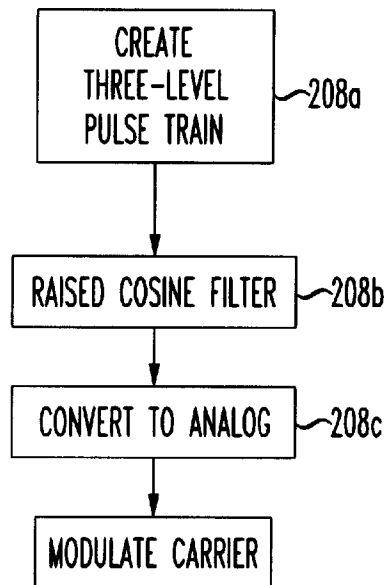 CREATE
THREE-LEVEL
PULSE TRAIN
208a
RAISED COSINE FILTER
208b
CONVERT TO ANALOG
208c
MODULATE CARRIER